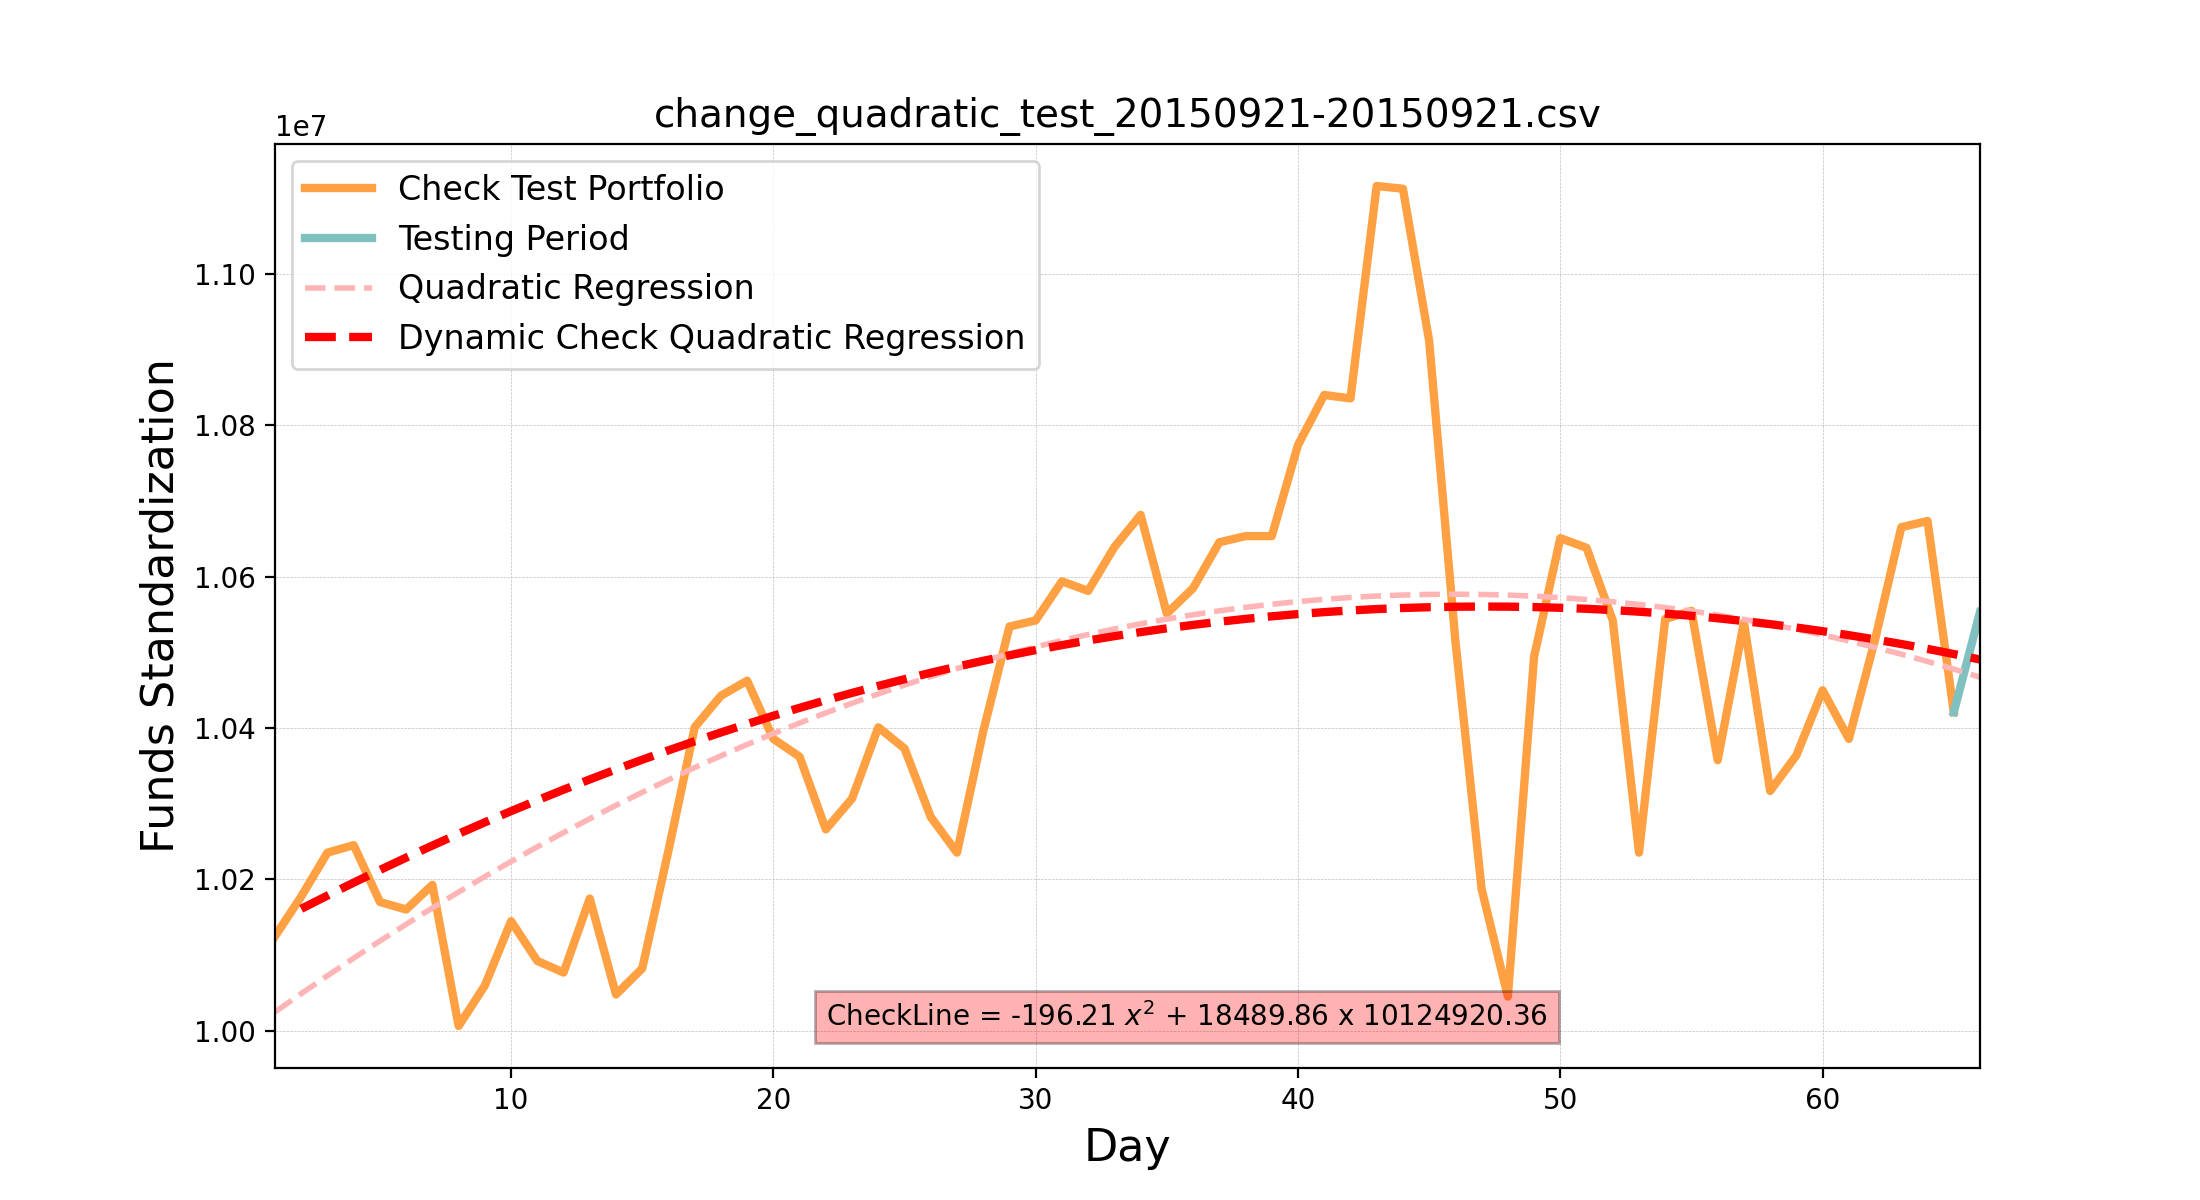 change_quadratic_test_20150921-20150921.csv
1e7
Check Test Portfolio
Testing Period
Quadratic Regression
Dynamic Check Quadratic Regression
Funds Standardization
1.10
1.08
1.06
1.04
1.02
1.00
CheckLine = -196.21 x² + 18489.86 x 10124920.36
10 20 30 40 50 60
Day